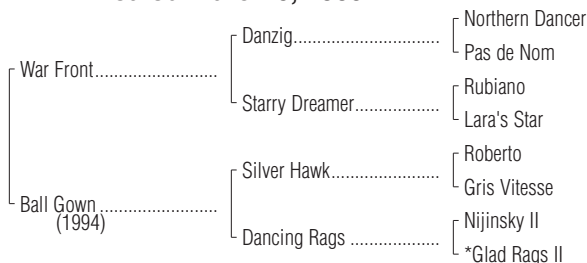 Northern Dancer
Danzig
Pas de Nom
War Front
Rubiano
Starry Dreamer
Lara's Star
Roberto
Silver Hawk
Gris Vitesse
Ball Gown
(1994)
Nijinsky II
Dancing Rags
*Glad Rags II